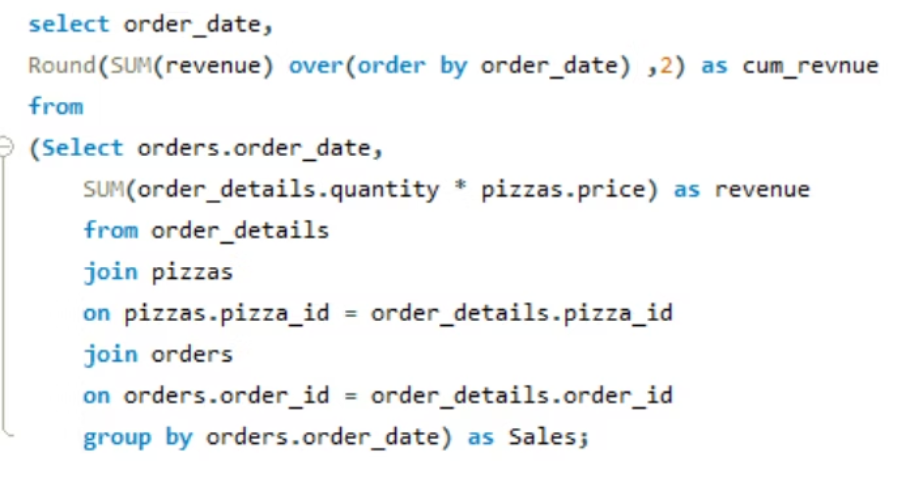 select order_date,
Round(SUM(revenue) over(order by order_date) ,2) as cum_revnue
from
(Select orders.order_date,
SUM(order_details.quantity * pizzas.price) as revenue
from order_details
join pizzas
on pizzas.pizza_id = order_details.pizza_id
join orders
on orders.order_id = order_details.order_id
group by orders.order_date) as Sales;